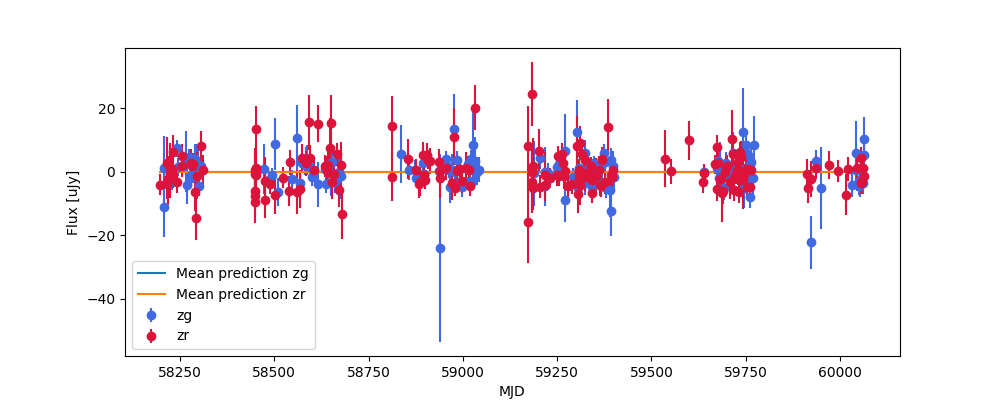 20
0
−20
−40
Flux [uJy]
Mean prediction zg
Mean prediction zr
zg
zr
58250 58500 58750 59000 59250 59500 59750 60000
MJD